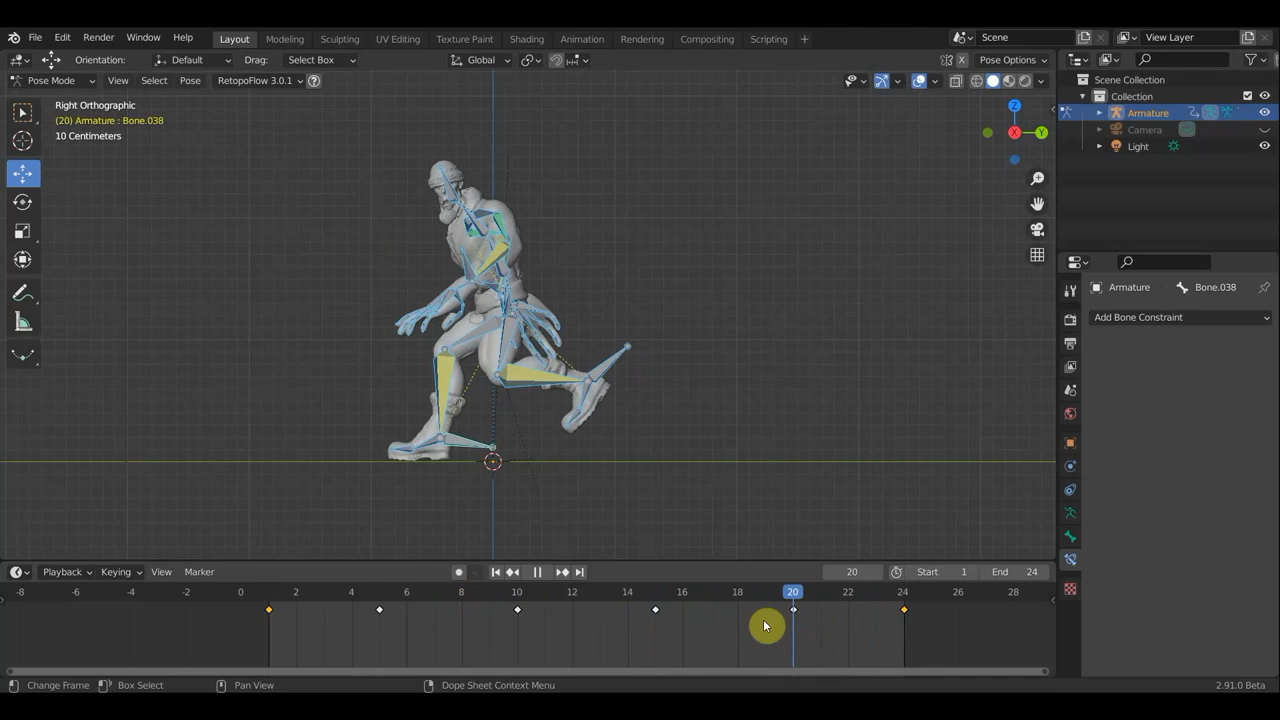 File Edit Render Window Help Layout Modeling Sculpting UV Editing Texture Paint Shading Animation Rendering Compositing Scripting + Scene View Layer
Orientation: Default Drag: Select Box Global X Pose Options
Pose Mode View Select Pose RetopoFlow 3.0.1 ?
Scene Collection
Collection
Armature
Camera
Light
Right Orthographic
(20) Armature : Bone.038
10 Centimeters
Z
X
Y
Armature Bone.038
Add Bone Constraint
Playback Keying View Marker 20 Start 1 End 24
-8 -6 -4 -2 0 2 4 6 8 10 12 14 16 18 20 22 24 26 28
Change Frame Box Select Pan View Dope Sheet Context Menu 2.91.0 Beta